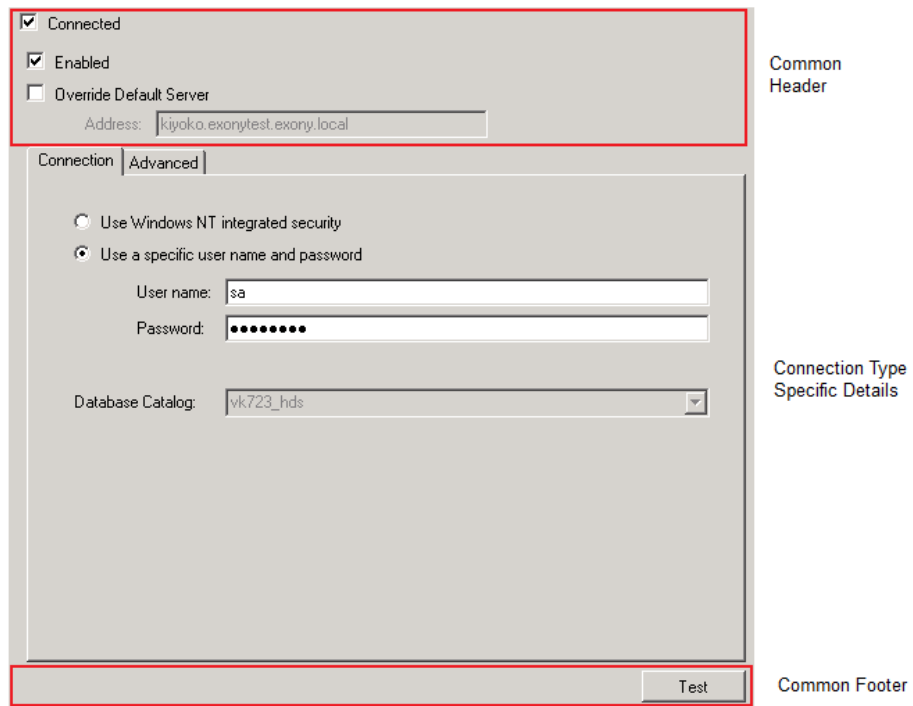 Connected
Enabled
Override Default Server
Address: kiyoko.exonytest.exony.local
Common
Header
Connection Advanced
Use Windows NT integrated security
Use a specific user name and password
User name: sa
Password: ●●●●●●●●
Database Catalog: vk723_hds
Connection Type
Specific Details
Test
Common Footer